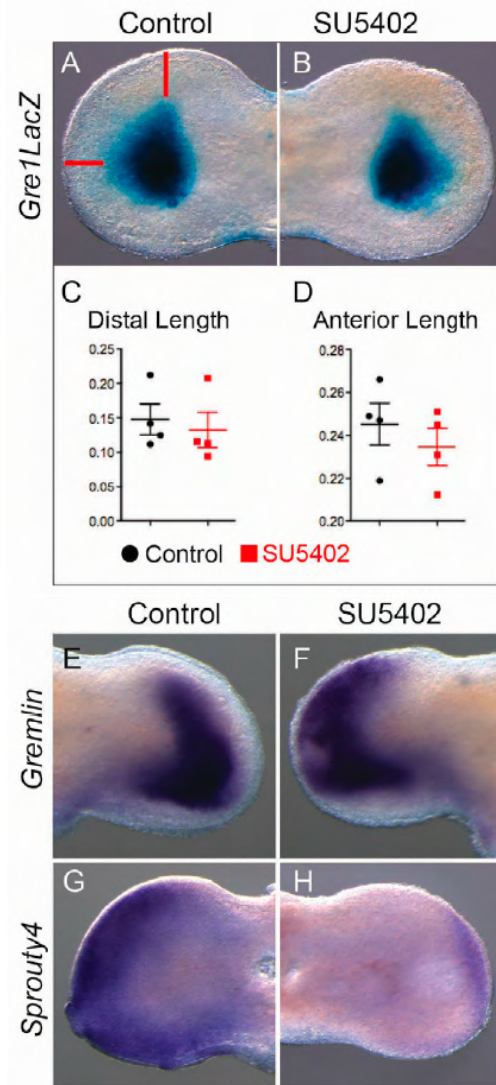 Control SU5402
Gre1LacZ
A B
C D
Distal Length Anterior Length
0.25 0.28
0.20 0.26
0.15 0.24
0.10 0.22
0.05
0.00 0.20
Control SU5402
Control SU5402
Gremlin
E F
Sprouty4
G H